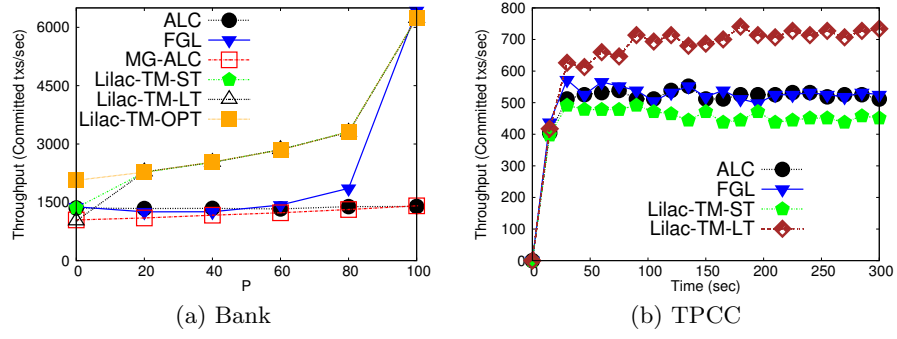 Throughput (Committed txs/sec)
6000
4500
3000
1500
0
0 20 40 60 80 100
P
ALC
FGL
MG-ALC
Lilac-TM-ST
Lilac-TM-LT
Lilac-TM-OPT
(a) Bank
Throughput (Committed txs/sec)
800
700
600
500
400
300
200
100
0
0 50 100 150 200 250 300
Time (sec)
ALC
FGL
Lilac-TM-ST
Lilac-TM-LT
(b) TPCC